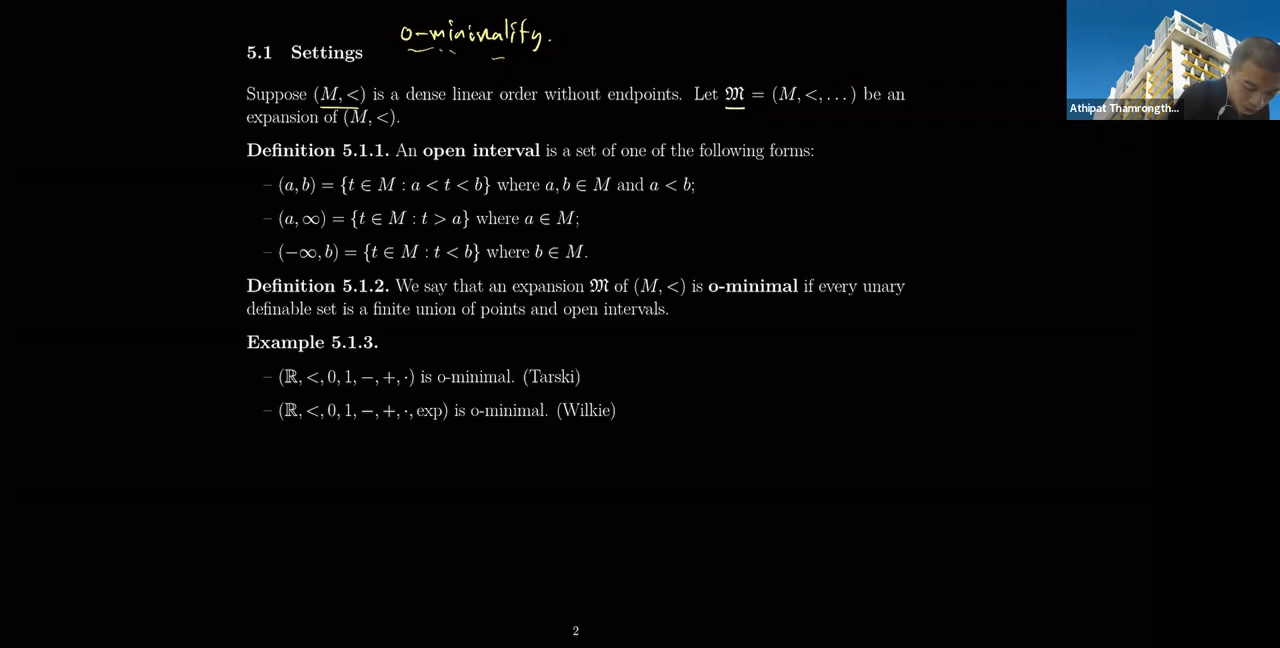 o-minimality.
5.1 Settings
Suppose (M, <) is a dense linear order without endpoints. Let 𝔐 = (M, <, . . . ) be an
expansion of (M, <).
Definition 5.1.1. An open interval is a set of one of the following forms:
– (a, b) = {t ∈ M : a < t < b} where a, b ∈ M and a < b;
– (a, ∞) = {t ∈ M : t > a} where a ∈ M;
– (−∞, b) = {t ∈ M : t < b} where b ∈ M.
Definition 5.1.2. We say that an expansion 𝔐 of (M, <) is o-minimal if every unary
definable set is a finite union of points and open intervals.
Example 5.1.3.
– (ℝ, <, 0, 1, −, +, ·) is o-minimal. (Tarski)
– (ℝ, <, 0, 1, −, +, ·, exp) is o-minimal. (Wilkie)
2
Athipat Thamrongth...